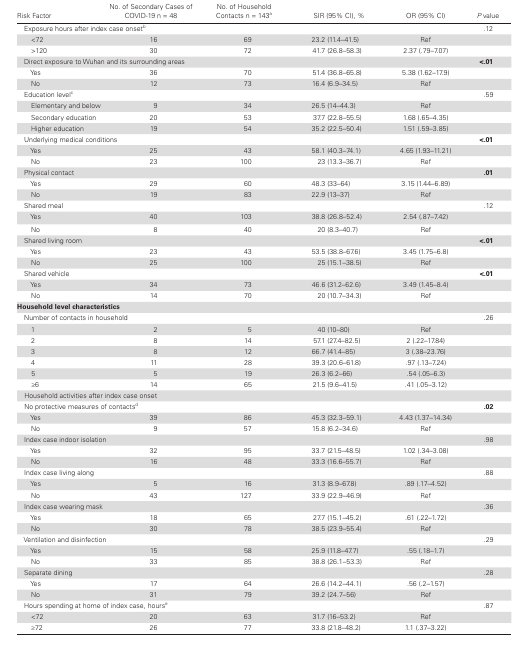 No. of Secondary Cases of No. of Household
Risk Factor COVID-19 n = 48 Contacts n = 143ᵃ SIR (95% CI), % OR (95% CI) P value
Exposure hours after index case onsetᵇ .12
<72 16 69 23.2 (11.4–41.5) Ref
>120 30 72 41.7 (26.8–58.3) 2.37 (.79–7.07)
Direct exposure to Wuhan and its surrounding areas <.01
Yes 36 70 51.4 (36.8–65.8) 5.38 (1.62–17.9)
No 12 73 16.4 (6.9–34.5) Ref
Education levelᶜ .59
Elementary and below 9 34 26.5 (14–44.3) Ref
Secondary education 20 53 37.7 (22.8–55.5) 1.68 (.65–4.35)
Higher education 19 54 35.2 (22.5–50.4) 1.51 (.59–3.85)
Underlying medical conditions <.01
Yes 25 43 58.1 (40.3–74.1) 4.65 (1.93–11.21)
No 23 100 23 (13.3–36.7) Ref
Physical contact .01
Yes 29 60 48.3 (33–64) 3.15 (1.44–6.89)
No 19 83 22.9 (13–37) Ref
Shared meal .12
Yes 40 103 38.8 (26.8–52.4) 2.54 (.87–7.42)
No 8 40 20 (8.3–40.7) Ref
Shared living room <.01
Yes 23 43 53.5 (38.8–67.6) 3.45 (1.75–6.8)
No 25 100 25 (15.1–38.5) Ref
Shared vehicle <.01
Yes 34 73 46.6 (31.2–62.6) 3.49 (1.45–8.4)
No 14 70 20 (10.7–34.3) Ref
Household level characteristics
Number of contacts in household .26
1 2 5 40 (10–80) Ref
2 8 14 57.1 (27.4–82.5) 2 (.22–17.84)
3 8 12 66.7 (41.4–85) 3 (.38–23.76)
4 11 28 39.3 (20.6–61.7) .97 (.13–7.24)
5 5 19 26.3 (6.2–66) .54 (.05–6.3)
≥6 14 65 21.5 (9.6–41.5) .41 (.05–3.12)
Household activities after index case onset
No protective measures of contactsᵈ .02
Yes 39 86 45.3 (32.3–59.1) 4.43 (1.37–14.34)
No 9 57 15.8 (6.2–34.6) Ref
Index case indoor isolation .98
Yes 32 95 33.7 (21.5–48.5) 1.02 (.34–3.08)
No 16 48 33.3 (16.6–55.7) Ref
Index case living along .88
Yes 5 16 31.3 (8.9–67.8) .89 (.17–4.52)
No 43 127 33.9 (22.9–46.9) Ref
Index case wearing mask .36
Yes 18 65 27.7 (15.1–45.2) .61 (.22–1.72)
No 30 78 38.5 (23.9–55.4) Ref
Ventilation and disinfection .29
Yes 15 58 25.9 (11.8–47.7) .55 (.18–1.7)
No 33 85 38.8 (26.1–53.3) Ref
Separate dining .28
Yes 17 64 26.6 (14.2–44.1) .56 (.2–1.57)
No 31 79 39.2 (24.7–56) Ref
Hours spending at home of index case, hoursᵉ .87
<72 20 63 31.7 (16–53.2) Ref
≥72 26 77 33.8 (21.8–48.2) 1.1 (.37–3.22)